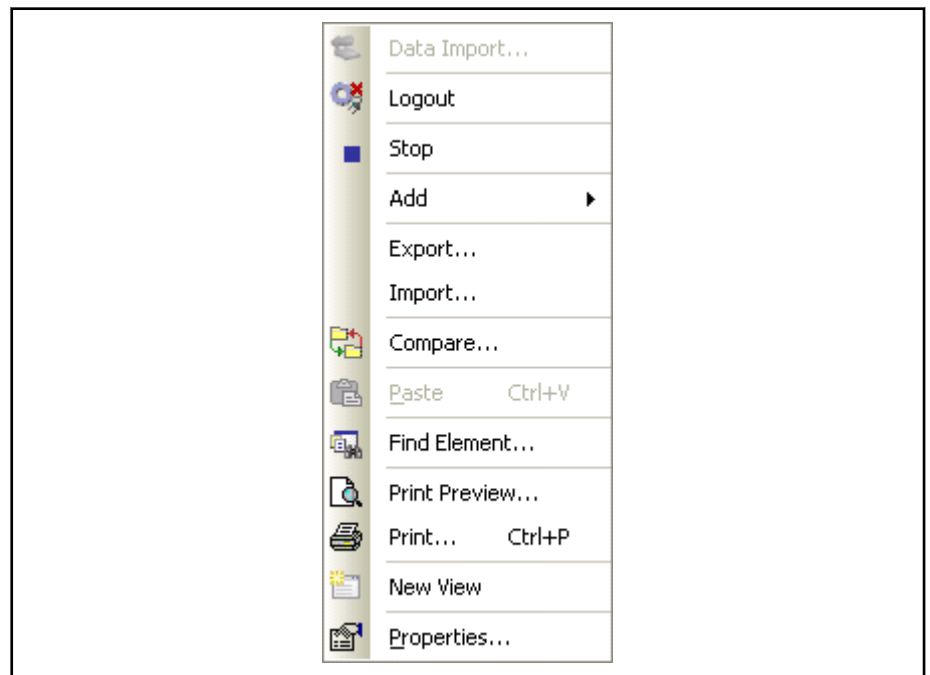 Data Import...
Logout
Stop
Add
Export...
Import...
Compare...
Paste Ctrl+V
Find Element...
Print Preview...
Print... Ctrl+P
New View
Properties...